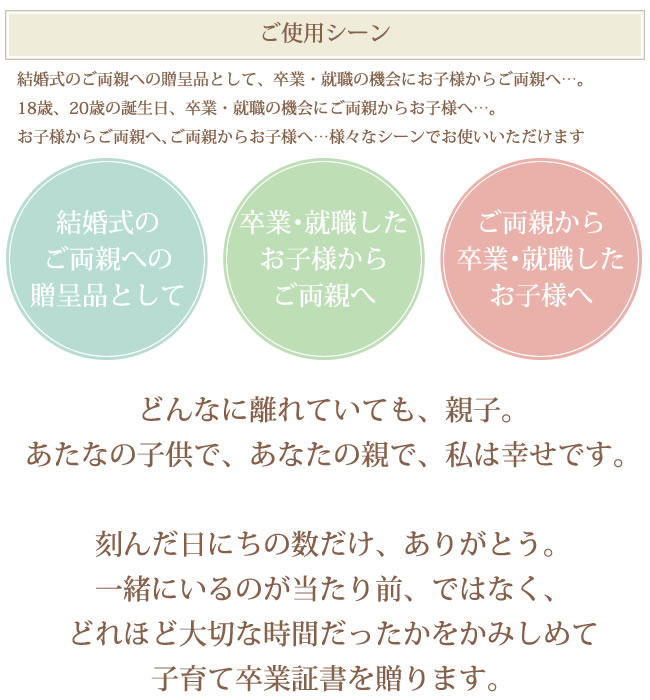 ご使用シーン
結婚式のご両親への贈呈品として、卒業・就職の機会にお子様からご両親へ…。
18歳、20歳の誕生日、卒業・就職の機会にご両親からお子様へ…。
お子様からご両親へ、ご両親からお子様へ…様々なシーンでお使いいただけます
結婚式の
ご両親への
贈呈品として
卒業・就職した
お子様から
ご両親へ
ご両親から
卒業・就職した
お子様へ
どんなに離れていても、親子。
あたなの子供で、あなたの親で、私は幸せです。
刻んだ日にちの数だけ、ありがとう。
一緒にいるのが当たり前、ではなく、
どれほど大切な時間だったかをかみしめて
子育て卒業証書を贈ります。